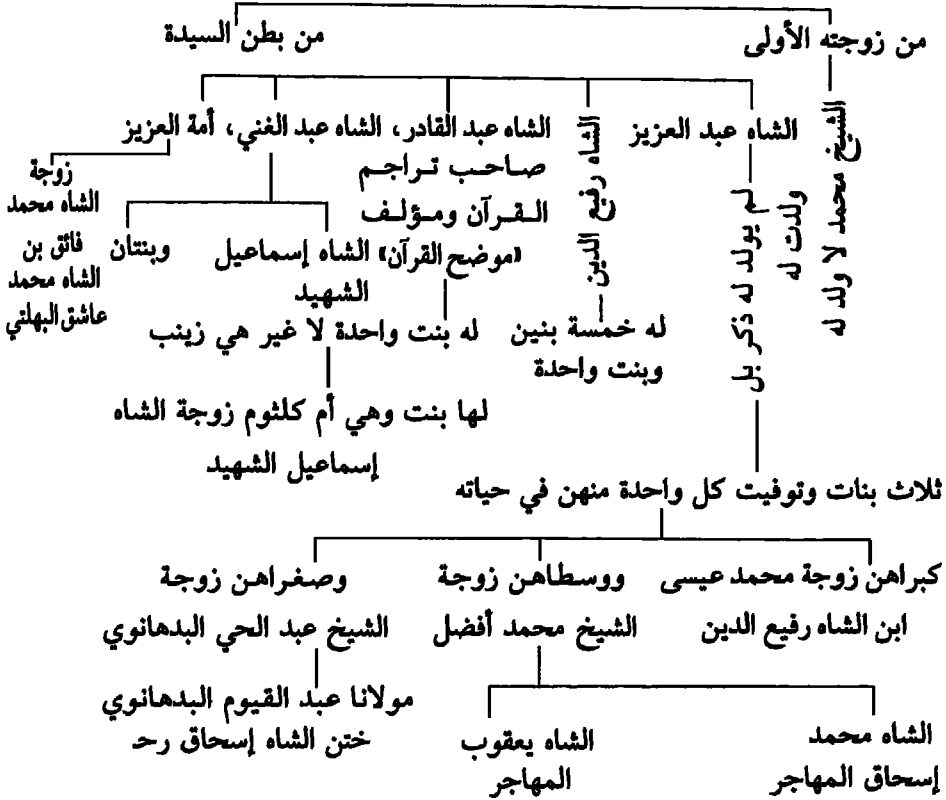 من زوجته الأولى
من بطن السيدة
الشيخ محمد لا ولد له
الشاه عبد العزيز
لم يولد له ذكر بل
ولدت له
الشاه رفيع الدين
له خمسة بنين
وبنت واحدة
الشاه عبد القادر، الشاه عبد الغني، أمة العزيز
صاحب تراجم
القرآن ومؤلف
«موضح القرآن»
له بنت واحدة لا غير هي زينب
لها بنت وهي أم كلثوم زوجة الشاه
إسماعيل الشهيد
الشاه إسماعيل
الشهيد
وبنتان
زوجة
الشاه محمد
فائق بن
الشاه محمد
عاشق البهلتي
ثلاث بنات وتوفيت كل واحدة منهن في حياته
كبراهن زوجة محمد عيسى
ابن الشاه رفيع الدين
ووسطاهن زوجة
الشيخ محمد أفضل
وصغراهن زوجة
الشيخ عبد الحي البدهانوي
مولانا عبد القيوم البدهانوي
ختن الشاه إسحاق رحـ
الشاه محمد
إسحاق المهاجر
الشاه يعقوب
المهاجر